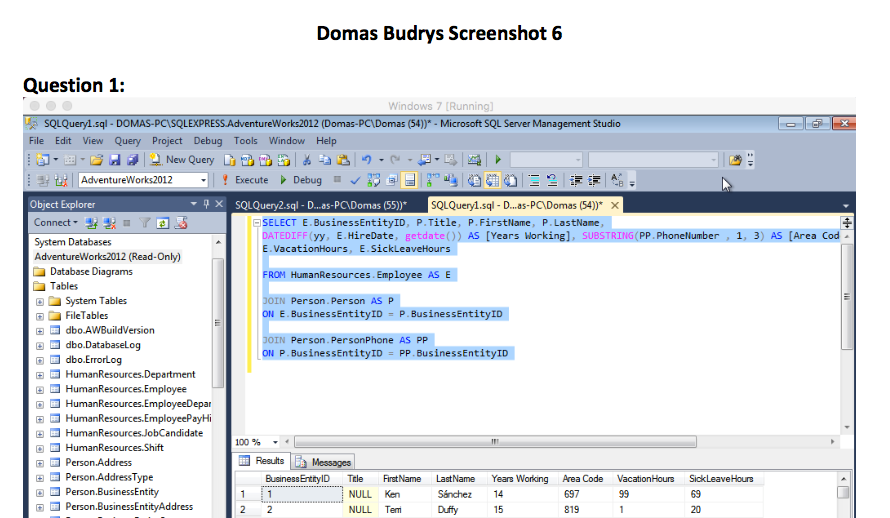 Domas Budrys Screenshot 6
Question 1:
Windows 7 [Running]
SQLQuery1.sql - DOMAS-PC\SQLEXPRESS.AdventureWorks2012 (Domas-PC\Domas (54))* - Microsoft SQL Server Management Studio
File Edit View Query Project Debug Tools Window Help
New Query
AdventureWorks2012 Execute Debug
Object Explorer
SQLQuery2.sql - D...as-PC\Domas (55))* SQLQuery1.sql - D...as-PC\Domas (54))*
Connect
System Databases
AdventureWorks2012 (Read-Only)
Database Diagrams
Tables
System Tables
FileTables
dbo.AWBuildVersion
dbo.DatabaseLog
dbo.ErrorLog
HumanResources.Department
HumanResources.Employee
HumanResources.EmployeeDepar
HumanResources.EmployeePayHi
HumanResources.JobCandidate
HumanResources.Shift
Person.Address
Person.AddressType
Person.BusinessEntity
Person.BusinessEntityAddress
SELECT E.BusinessEntityID, P.Title, P.FirstName, P.LastName,
DATEDIFF(yy, E.HireDate, getdate()) AS [Years Working], SUBSTRING(PP.PhoneNumber , 1, 3) AS [Area Cod
E.VacationHours, E.SickLeaveHours
FROM HumanResources.Employee AS E
JOIN Person.Person AS P
ON E.BusinessEntityID = P.BusinessEntityID
JOIN Person.PersonPhone AS PP
ON P.BusinessEntityID = PP.BusinessEntityID
100 %
Results Messages
BusinessEntityID Title FirstName LastName Years Working Area Code VacationHours SickLeaveHours
1 1 NULL Ken Sánchez 14 697 99 69
2 2 NULL Terri Duffy 15 819 1 20